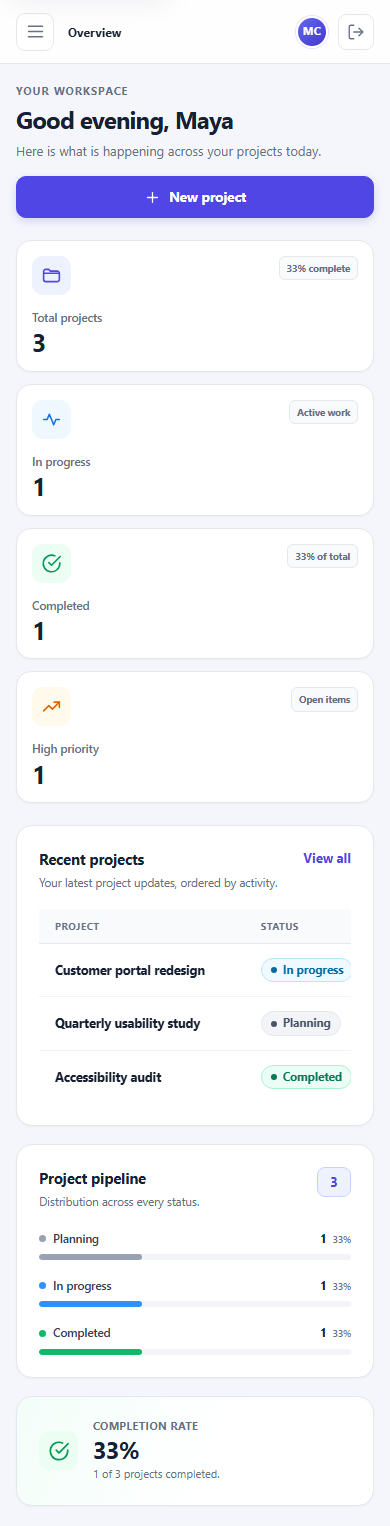 Overview
MC
YOUR WORKSPACE
Good evening, Maya
Here is what is happening across your projects today.
New project
33% complete
Total projects
3
Active work
In progress
1
33% of total
Completed
1
Open items
High priority
1
Recent projects
View all
Your latest project updates, ordered by activity.
PROJECT STATUS
Customer portal redesign In progress
Quarterly usability study Planning
Accessibility audit Completed
Project pipeline
3
Distribution across every status.
Planning 1 33%
In progress 1 33%
Completed 1 33%
COMPLETION RATE
33%
1 of 3 projects completed.